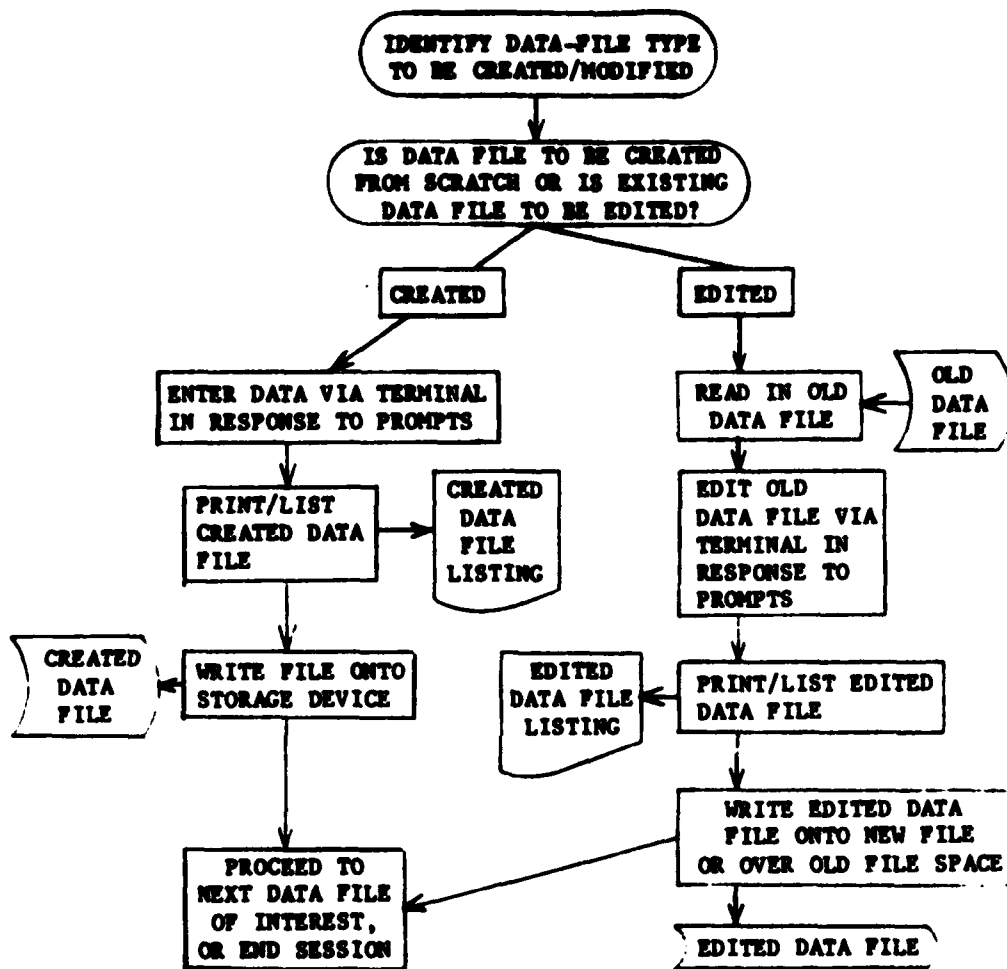 IDENTIFY DATA-FILE TYPE
TO BE CREATED/MODIFIED
IS DATA FILE TO BE CREATED
FROM SCRATCH OR IS EXISTING
DATA FILE TO BE EDITED?
CREATED
EDITED
ENTER DATA VIA TERMINAL
IN RESPONSE TO PROMPTS
READ IN OLD
DATA FILE
OLD
DATA
FILE
PRINT/LIST
CREATED DATA
FILE
CREATED
DATA
FILE
LISTING
EDIT OLD
DATA FILE VIA
TERMINAL IN
RESPONSE TO
PROMPTS
CREATED
DATA
FILE
WRITE FILE ONTO
STORAGE DEVICE
EDITED
DATA FILE
LISTING
PRINT/LIST EDITED
DATA FILE
WRITE EDITED DATA
FILE ONTO NEW FILE
OR OVER OLD FILE SPACE
PROCEED TO
NEXT DATA FILE
OF INTEREST,
OR END SESSION
EDITED DATA FILE